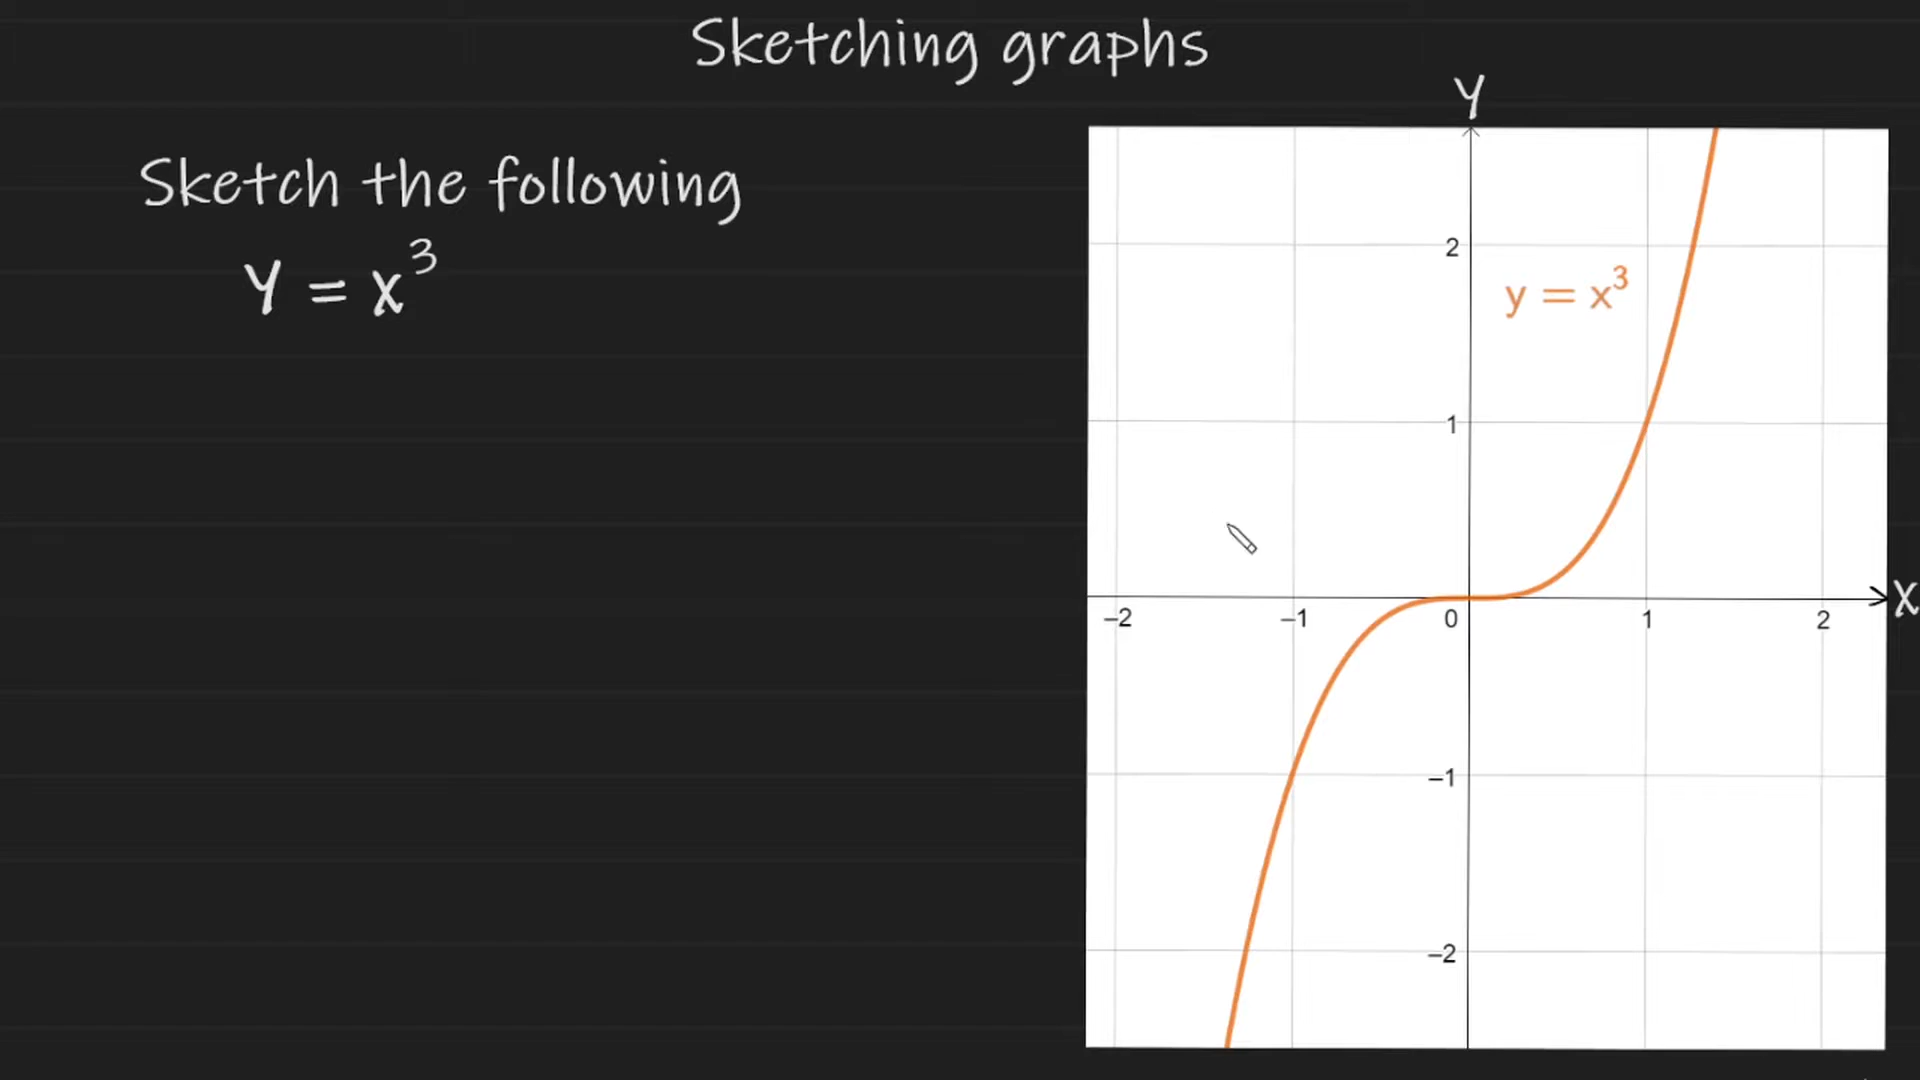 Sketching graphs
Sketch the following
Y = x³
Y
2
y = x³
1
X
–2
–1
0
1
2
–1
–2